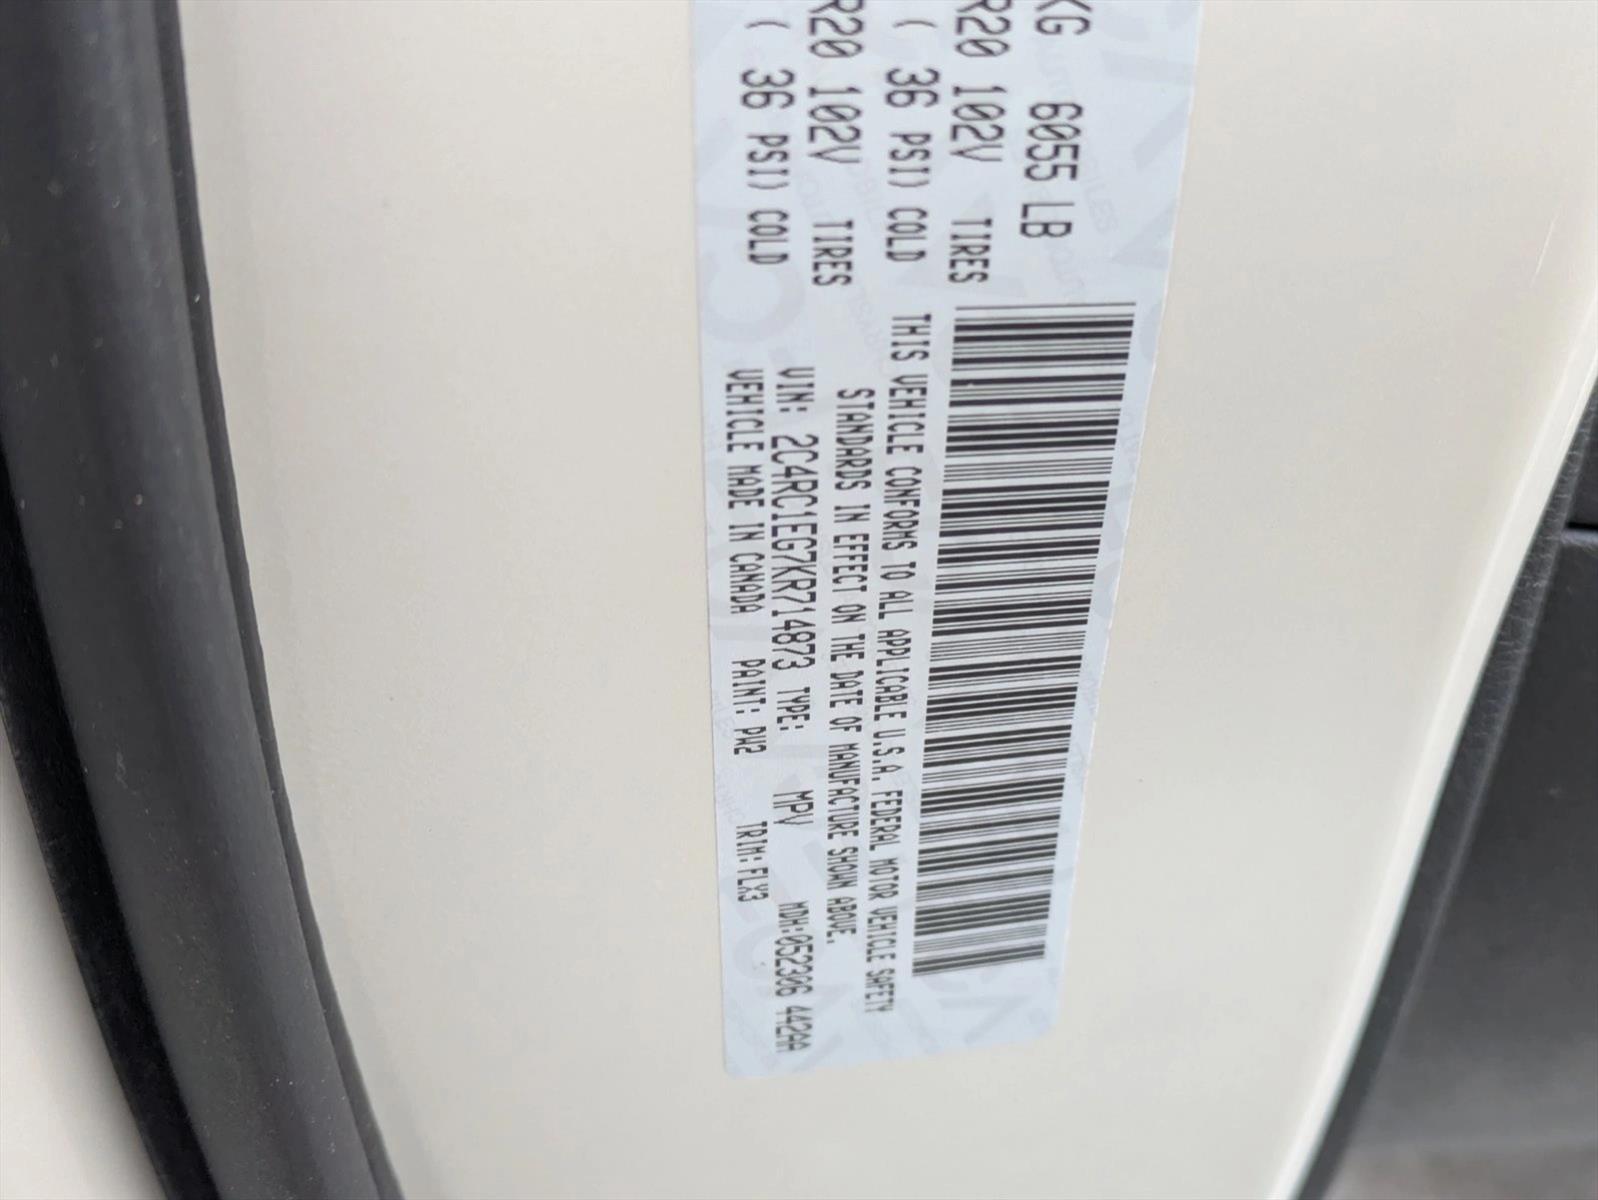 KG 6055 LB
R20 102V TIRES
( 36 PSI) COLD
R20 102V TIRES
( 36 PSI) COLD
THIS VEHICLE CONFORMS TO ALL APPLICABLE U.S.A. FEDERAL MOTOR VEHICLE SAFETY
STANDARDS IN EFFECT ON THE DATE OF MANUFACTURE SHOWN ABOVE.
VIN: 2C4RC1EG7KR714873 TYPE: MPV MDH:052306 442AA
VEHICLE MADE IN CANADA PAINT: PW2 TRIM:FLX3